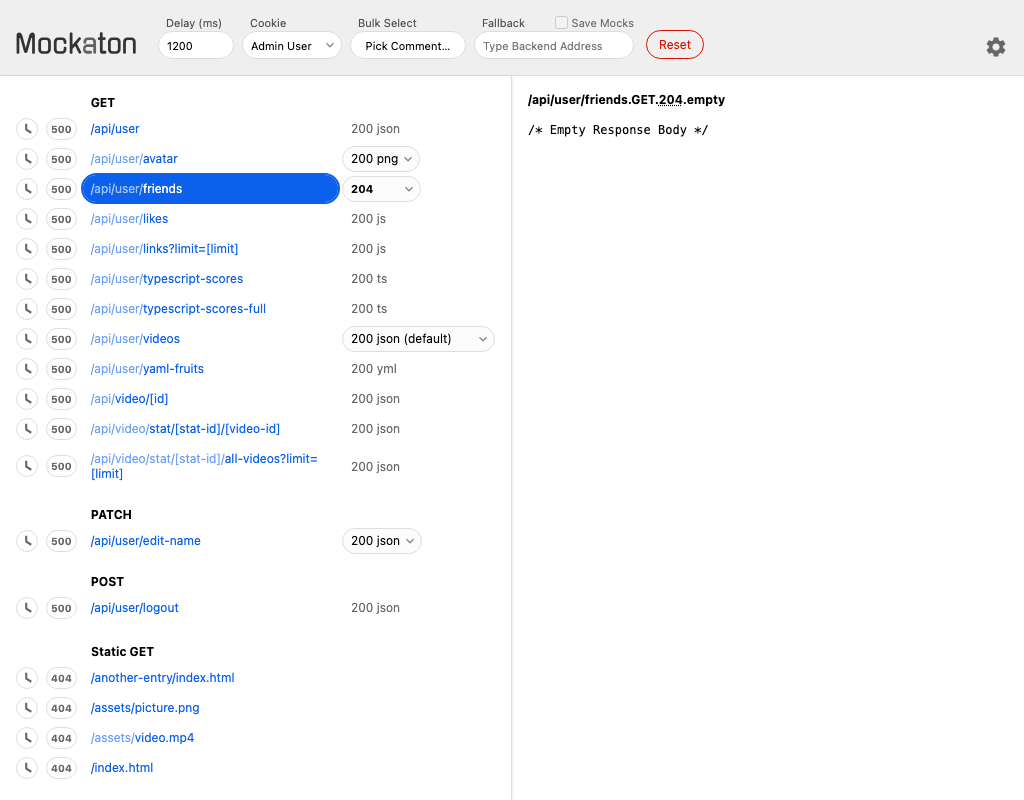 Mockaton
Delay (ms)
1200
Cookie
Admin User
Bulk Select
Pick Comment...
Fallback
Save Mocks
Type Backend Address
Reset
GET
500 /api/user 200 json
500 /api/user/avatar 200 png
500 /api/user/friends 204
500 /api/user/likes 200 js
500 /api/user/links?limit=[limit] 200 js
500 /api/user/typescript-scores 200 ts
500 /api/user/typescript-scores-full 200 ts
500 /api/user/videos 200 json (default)
500 /api/user/yaml-fruits 200 yml
500 /api/video/[id] 200 json
500 /api/video/stat/[stat-id]/[video-id] 200 json
500 /api/video/stat/[stat-id]/all-videos?limit= 200 json
[limit]
PATCH
500 /api/user/edit-name 200 json
POST
500 /api/user/logout 200 json
Static GET
404 /another-entry/index.html
404 /assets/picture.png
404 /assets/video.mp4
404 /index.html
/api/user/friends.GET.204.empty
/* Empty Response Body */